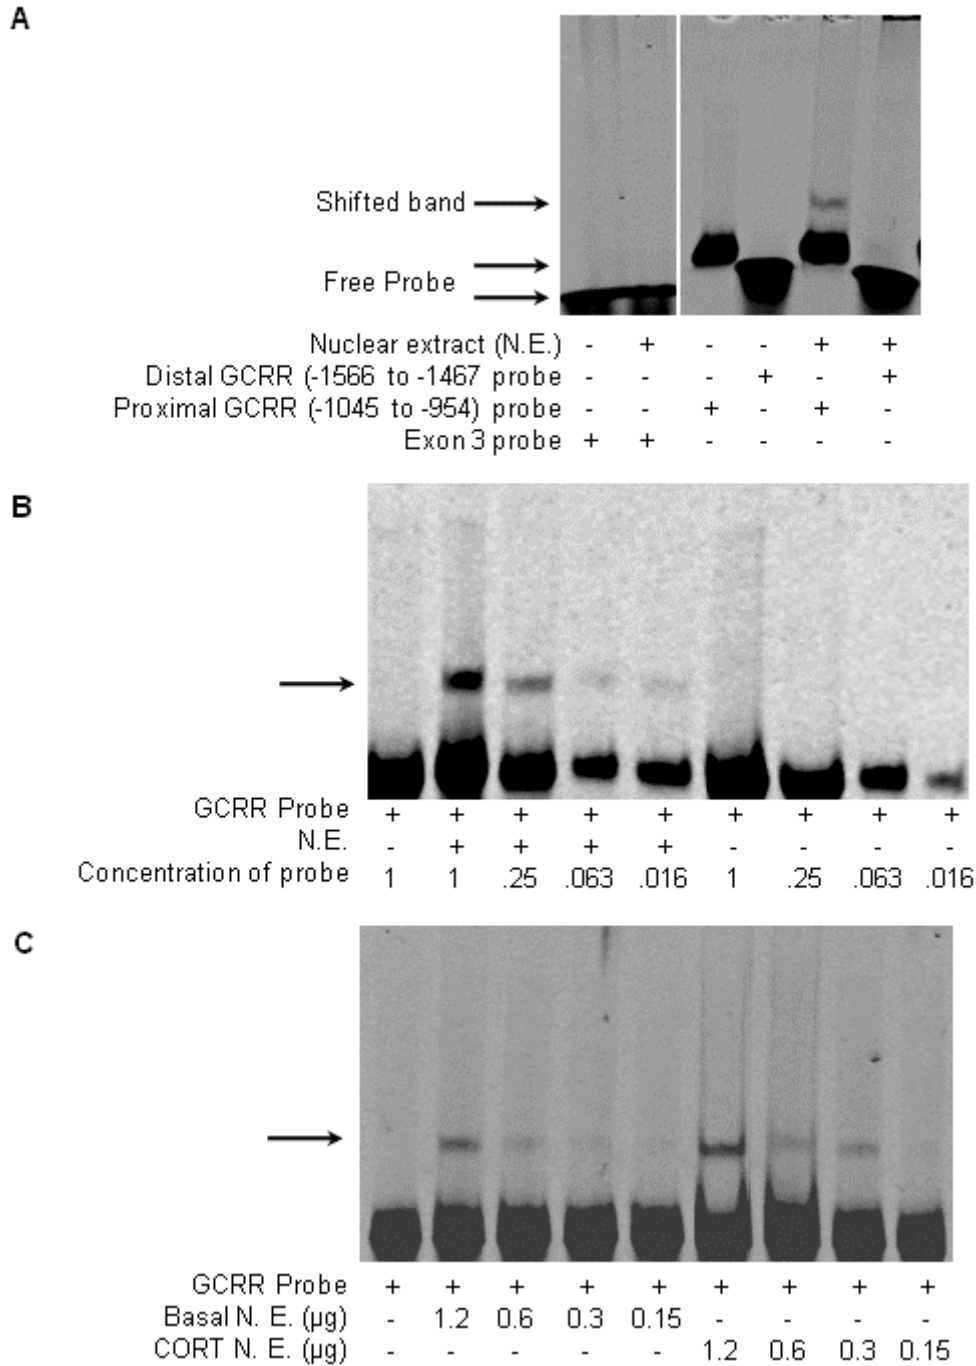 A
Shifted band
Free Probe
Nuclear extract (N.E.) - + - - + +
Distal GCRR (-1566 to -1467 probe - - - + - +
Proximal GCRR (-1045 to -954) probe - - + - + -
Exon 3 probe + + - - - -
B
GCRR Probe + + + + + + + + +
N.E. - + + + + - - - -
Concentration of probe 1 1 .25 .063 .016 1 .25 .063 .016
C
GCRR Probe + + + + + + + + +
Basal N. E. (µg) - 1.2 0.6 0.3 0.15 - - - -
CORT N. E. (µg) - - - - - 1.2 0.6 0.3 0.15